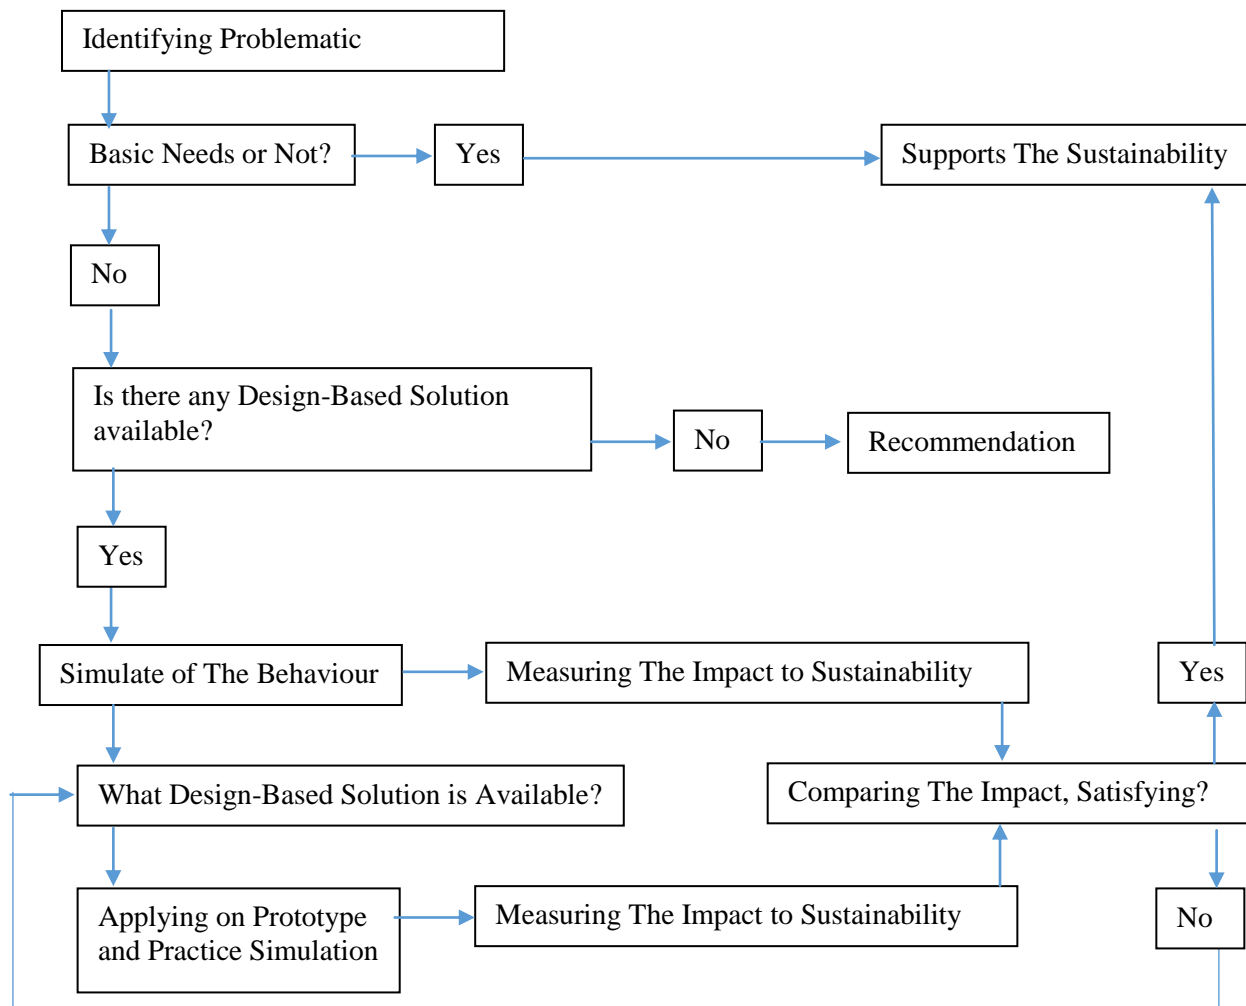 Identifying Problematic
Basic Needs or Not?
Yes
Supports The Sustainability
No
Is there any Design-Based Solution
available?
No
Recommendation
Yes
Simulate of The Behaviour
Measuring The Impact to Sustainability
Yes
What Design-Based Solution is Available?
Comparing The Impact, Satisfying?
Applying on Prototype
and Practice Simulation
Measuring The Impact to Sustainability
No